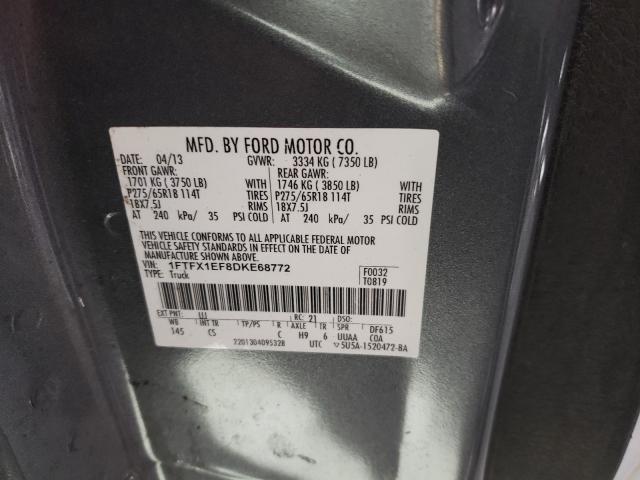 MFD. BY FORD MOTOR CO.
DATE: 04/13 GVWR: 3334 KG ( 7350 LB)
FRONT GAWR: REAR GAWR:
1701 KG ( 3750 LB) WITH 1746 KG ( 3850 LB) WITH
P275/65R18 114T TIRES P275/65R18 114T TIRES
18X7.5J RIMS 18X7.5J RIMS
AT 240 kPa/ 35 PSI COLD AT 240 kPa/ 35 PSI COLD
THIS VEHICLE CONFORMS TO ALL APPLICABLE FEDERAL MOTOR
VEHICLE SAFETY STANDARDS IN EFFECT ON THE DATE OF
MANUFACTURE SHOWN ABOVE.
VIN: 1FTFX1EF8DKE68772 F0032
TYPE: Truck T0819
EXT PNT: UJ RC: 21 DSO:
WB INT TR TP/PS R AXLE TR SPR DF615
145 CS C H9 6 UUAA COA
220130409532B UTC 5U5A-1520472-BA